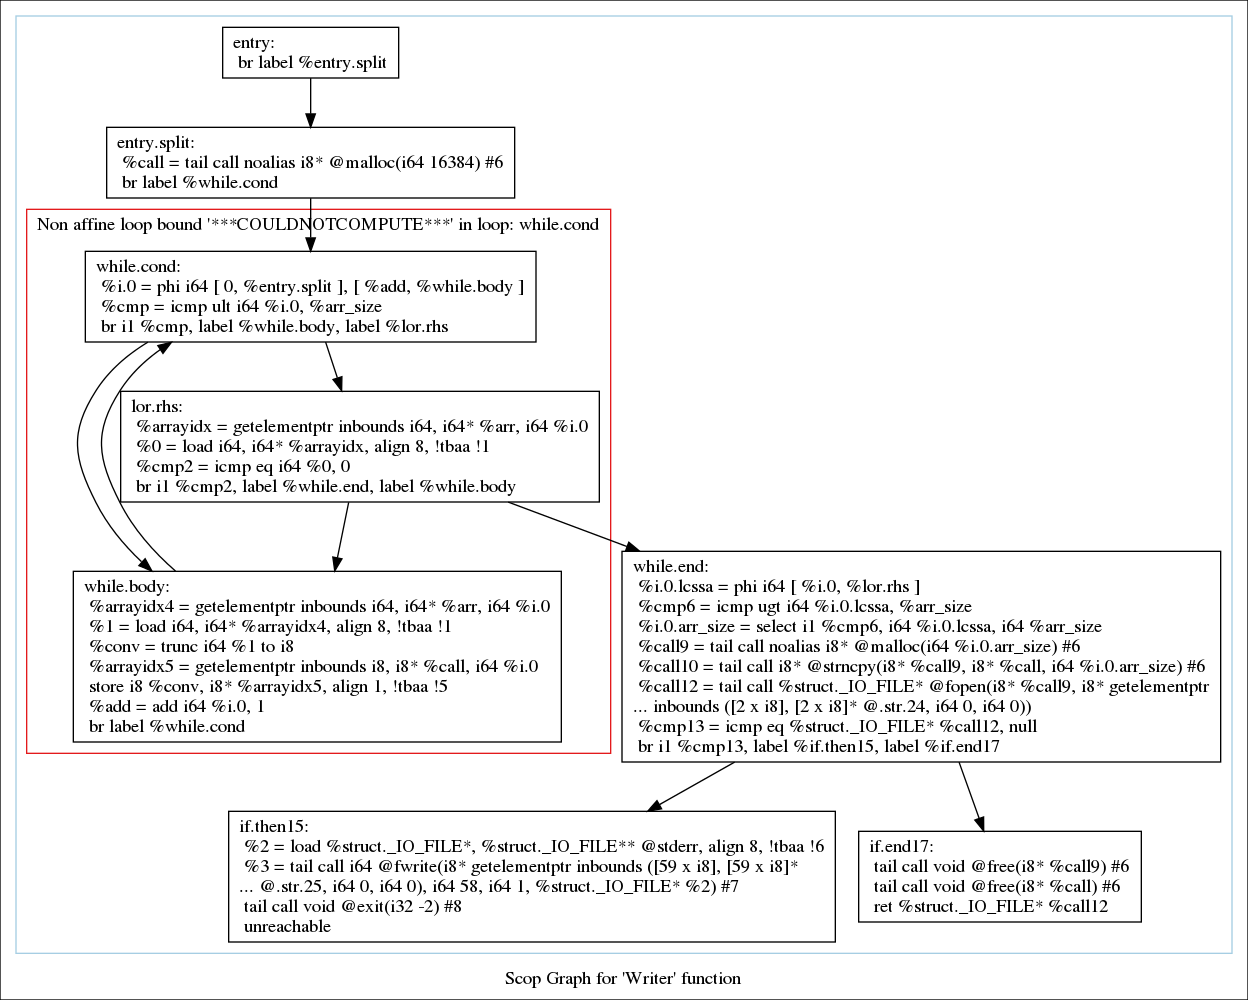 entry:
br label %entry.split
entry.split:
%call = tail call noalias i8* @malloc(i64 16384) #6
br label %while.cond
Non affine loop bound '***COULDNOTCOMPUTE***' in loop: while.cond
while.cond:
%i.0 = phi i64 [ 0, %entry.split ], [ %add, %while.body ]
%cmp = icmp ult i64 %i.0, %arr_size
br i1 %cmp, label %while.body, label %lor.rhs
lor.rhs:
%arrayidx = getelementptr inbounds i64, i64* %arr, i64 %i.0
%0 = load i64, i64* %arrayidx, align 8, !tbaa !1
%cmp2 = icmp eq i64 %0, 0
br i1 %cmp2, label %while.end, label %while.body
while.body:
%arrayidx4 = getelementptr inbounds i64, i64* %arr, i64 %i.0
%1 = load i64, i64* %arrayidx4, align 8, !tbaa !1
%conv = trunc i64 %1 to i8
%arrayidx5 = getelementptr inbounds i8, i8* %call, i64 %i.0
store i8 %conv, i8* %arrayidx5, align 1, !tbaa !5
%add = add i64 %i.0, 1
br label %while.cond
while.end:
%i.0.lcssa = phi i64 [ %i.0, %lor.rhs ]
%cmp6 = icmp ugt i64 %i.0.lcssa, %arr_size
%i.0.arr_size = select i1 %cmp6, i64 %i.0.lcssa, i64 %arr_size
%call9 = tail call noalias i8* @malloc(i64 %i.0.arr_size) #6
%call10 = tail call i8* @strncpy(i8* %call9, i8* %call, i64 %i.0.arr_size) #6
%call12 = tail call %struct._IO_FILE* @fopen(i8* %call9, i8* getelementptr
... inbounds ([2 x i8], [2 x i8]* @.str.24, i64 0, i64 0))
%cmp13 = icmp eq %struct._IO_FILE* %call12, null
br i1 %cmp13, label %if.then15, label %if.end17
if.then15:
%2 = load %struct._IO_FILE*, %struct._IO_FILE** @stderr, align 8, !tbaa !6
%3 = tail call i64 @fwrite(i8* getelementptr inbounds ([59 x i8], [59 x i8]*
... @.str.25, i64 0, i64 0), i64 58, i64 1, %struct._IO_FILE* %2) #7
tail call void @exit(i32 -2) #8
unreachable
if.end17:
tail call void @free(i8* %call9) #6
tail call void @free(i8* %call) #6
ret %struct._IO_FILE* %call12
Scop Graph for 'Writer' function